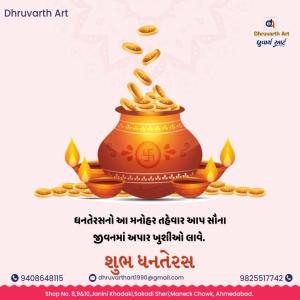 Dhruvarth Art
Dhruvarth Art
ધ્રુવાર્થ આર્ટ
ધનતેરસનો આ મનોહર તહેવાર આપ સૌના
જીવનમાં અપાર ખુશીઓ લાવે.
શુભ ધનતેરસ
9408648115
dhruvarthart1990@gmail.com
9825517742
Shop No. 8,9&10,Janini Khadaki,Sakadi Sheri,Maneck Chowk, Ahmedabad.